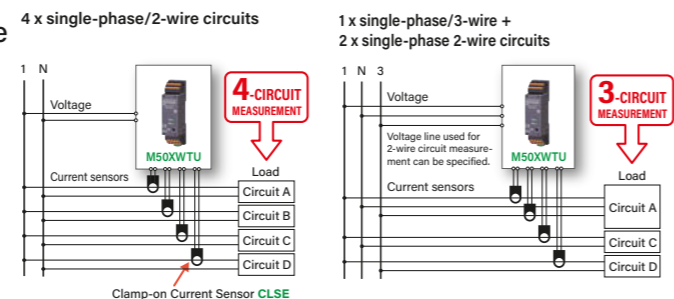 e
4 x single-phase/2-wire circuits
1 N
Voltage
M50XWTU
4-CIRCUIT
MEASUREMENT
Current sensors
Load
Circuit A
Circuit B
Circuit C
Circuit D
Clamp-on Current Sensor CLSE
1 x single-phase/3-wire +
2 x single-phase 2-wire circuits
1 N 3
Voltage
Voltage line used for
2-wire circuit measure-
ment can be specified.
M50XWTU
3-CIRCUIT
MEASUREMENT
Current sensors
Load
Circuit A
Circuit C
Circuit D